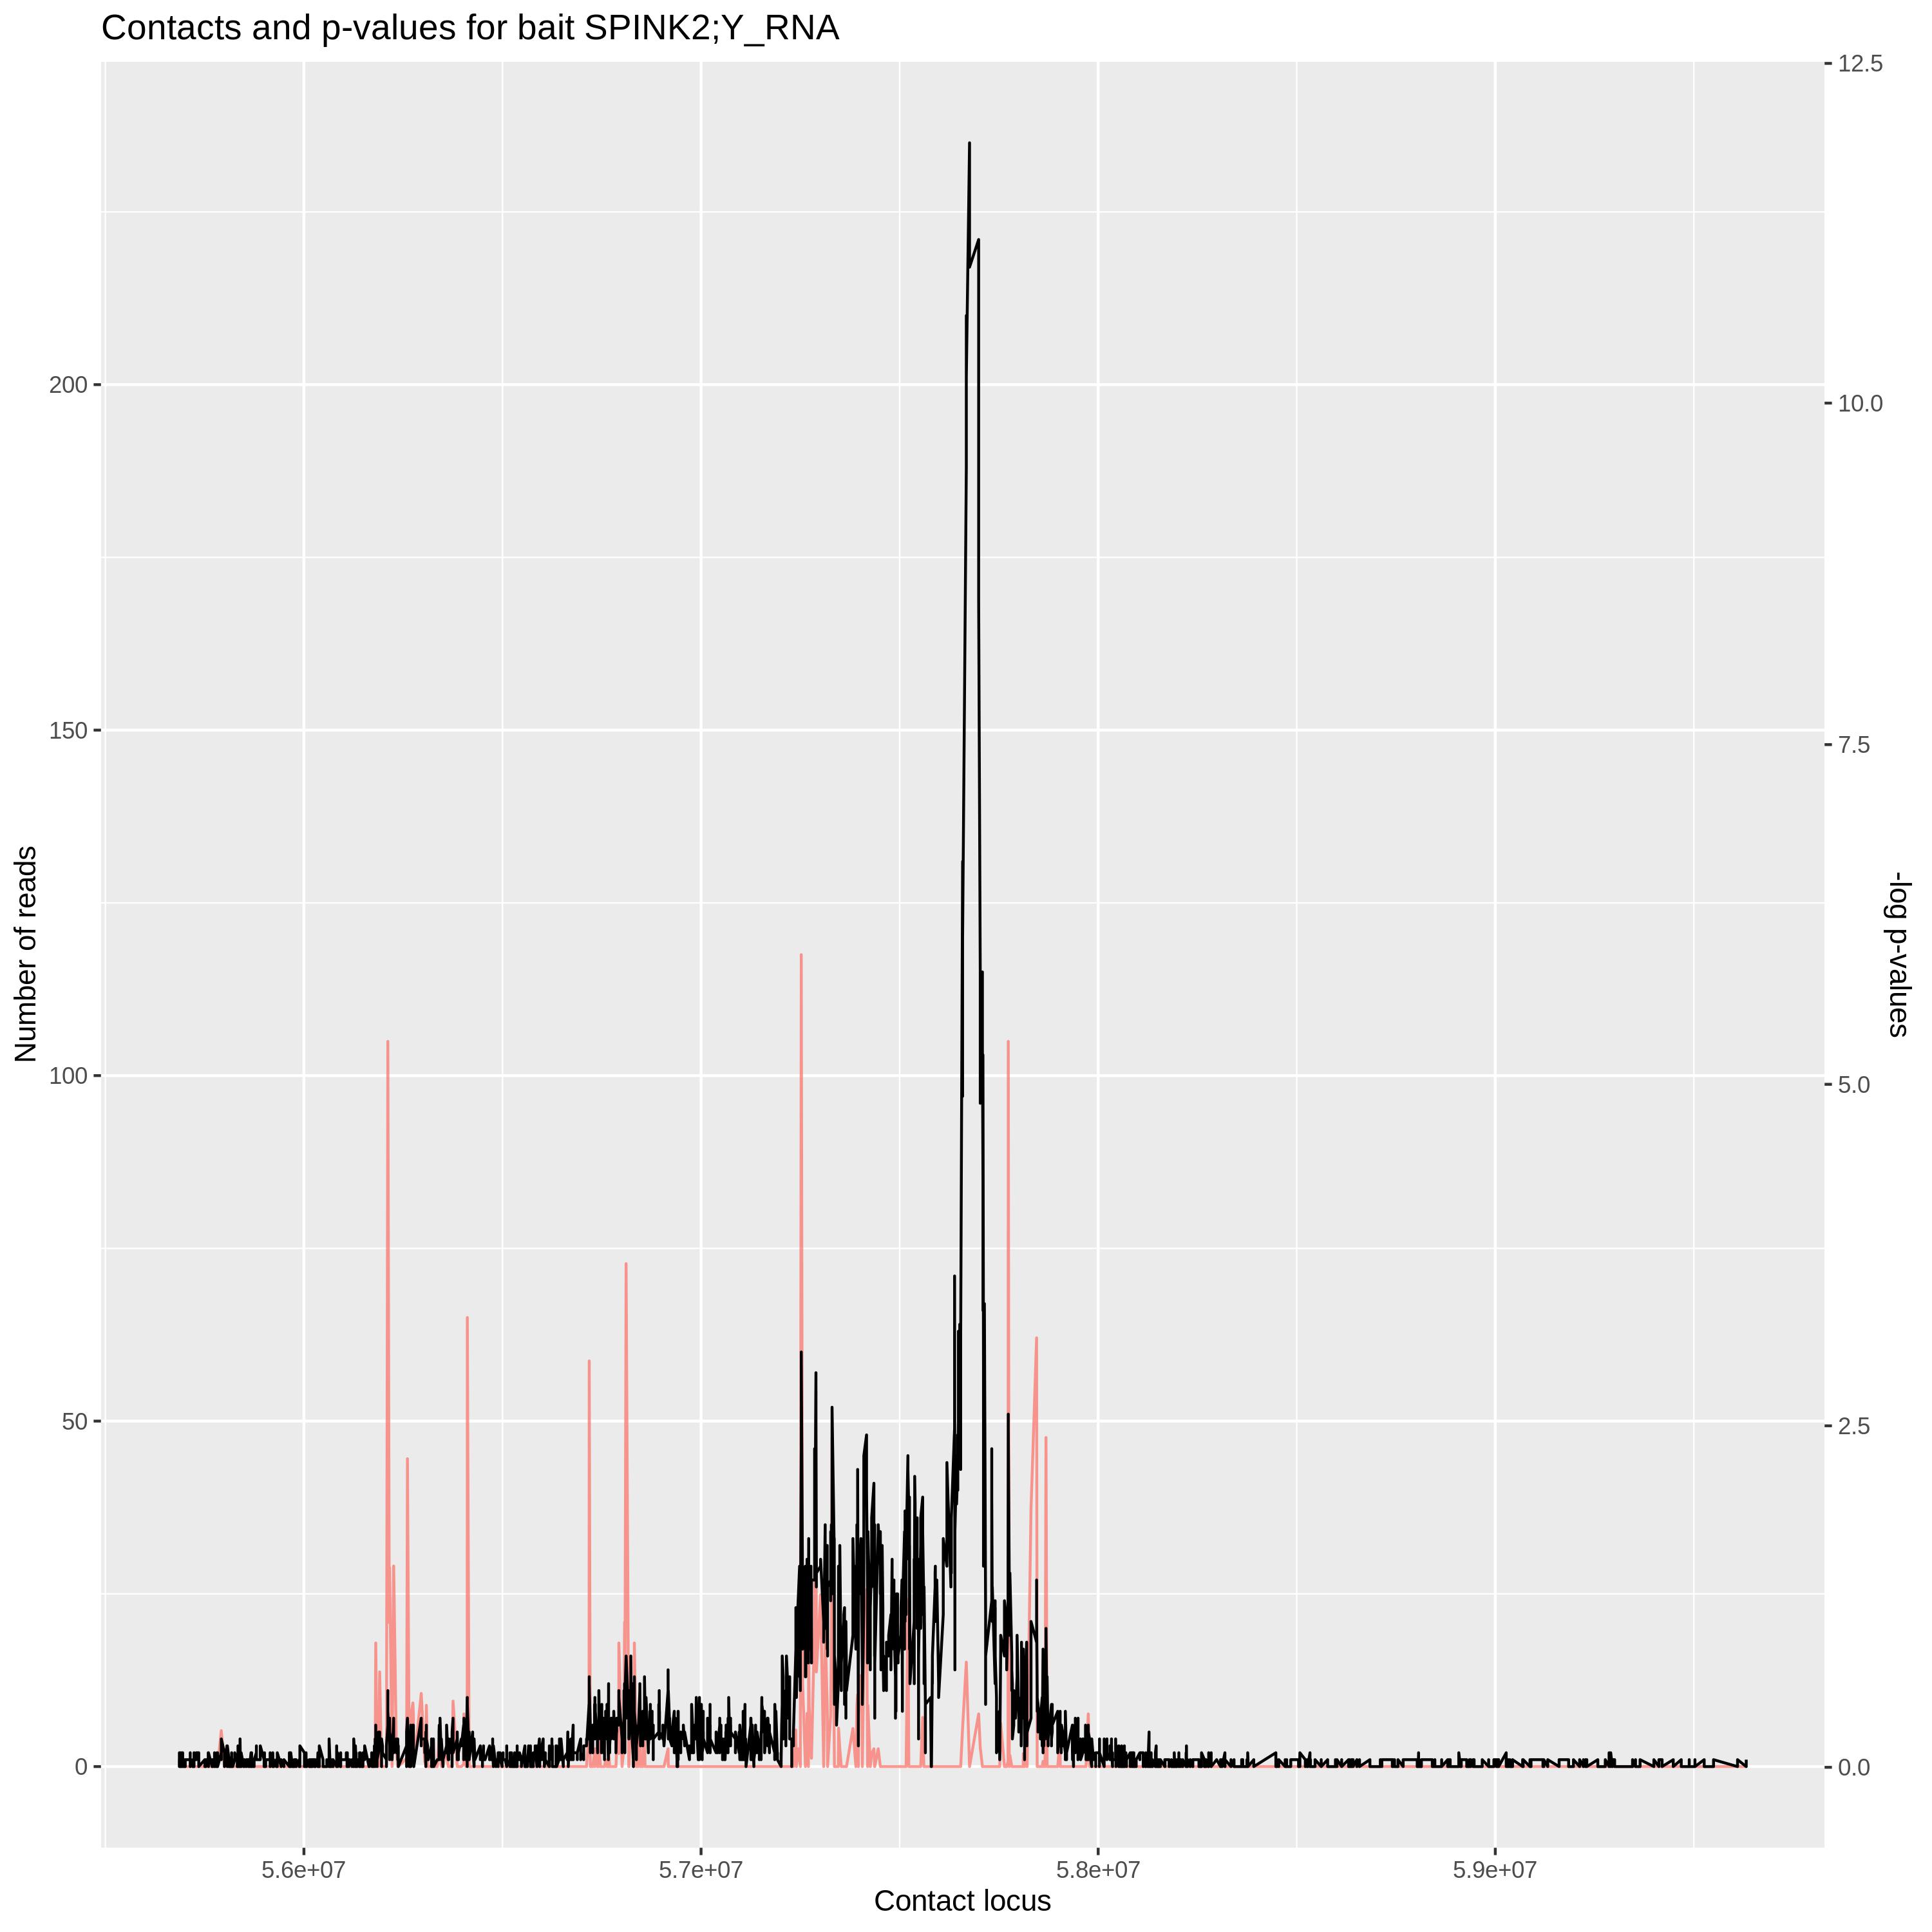 Contacts and p-values for bait SPINK2;Y_RNA
12.5
10.0
7.5
5.0
2.5
0.0
200
150
100
50
0
Number of reads
-log p-values
5.6e+07
5.7e+07
5.8e+07
5.9e+07
Contact locus